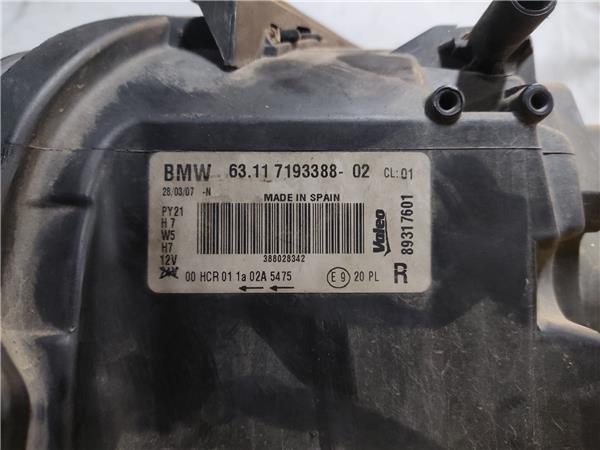 BMW 63.11 7193388- 02 CL: 01
28/03/07 -N
MADE IN SPAIN
PY21
H7
W5
H7
12V
388028342
Valeo
89317601
00 HCR 01 1a 02A 5475
E 9 20 PL
R